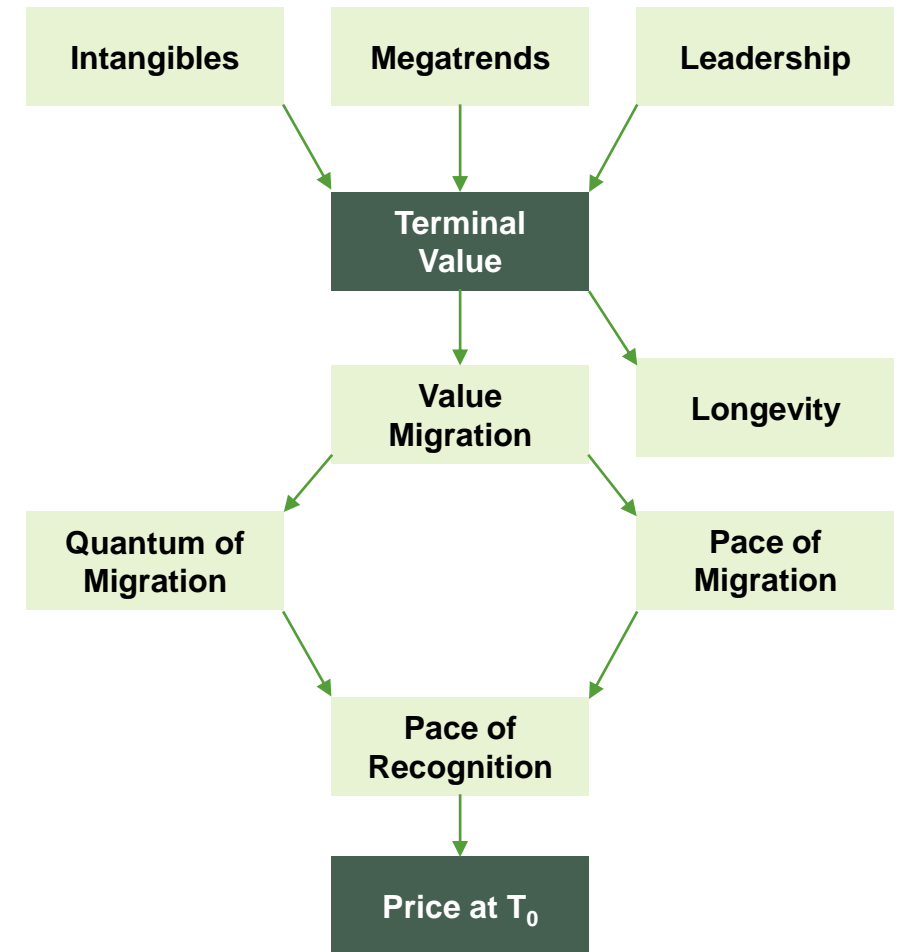 Intangibles
Megatrends
Leadership
Terminal
Value
Value
Migration
Longevity
Quantum of
Migration
Pace of
Migration
Pace of
Recognition
Price at T₀